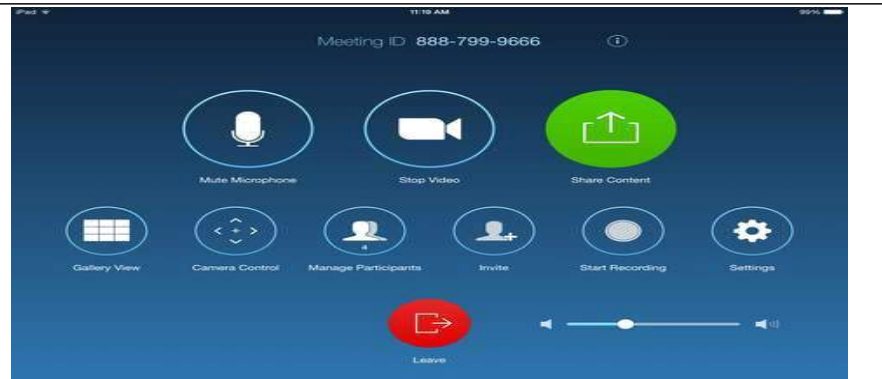 iPad 11:19 AM 99%
Meeting ID 888-799-9666
Mute Microphone Stop Video Share Content
4
Gallery View Camera Control Manage Participants Invite Start Recording Settings
Leave